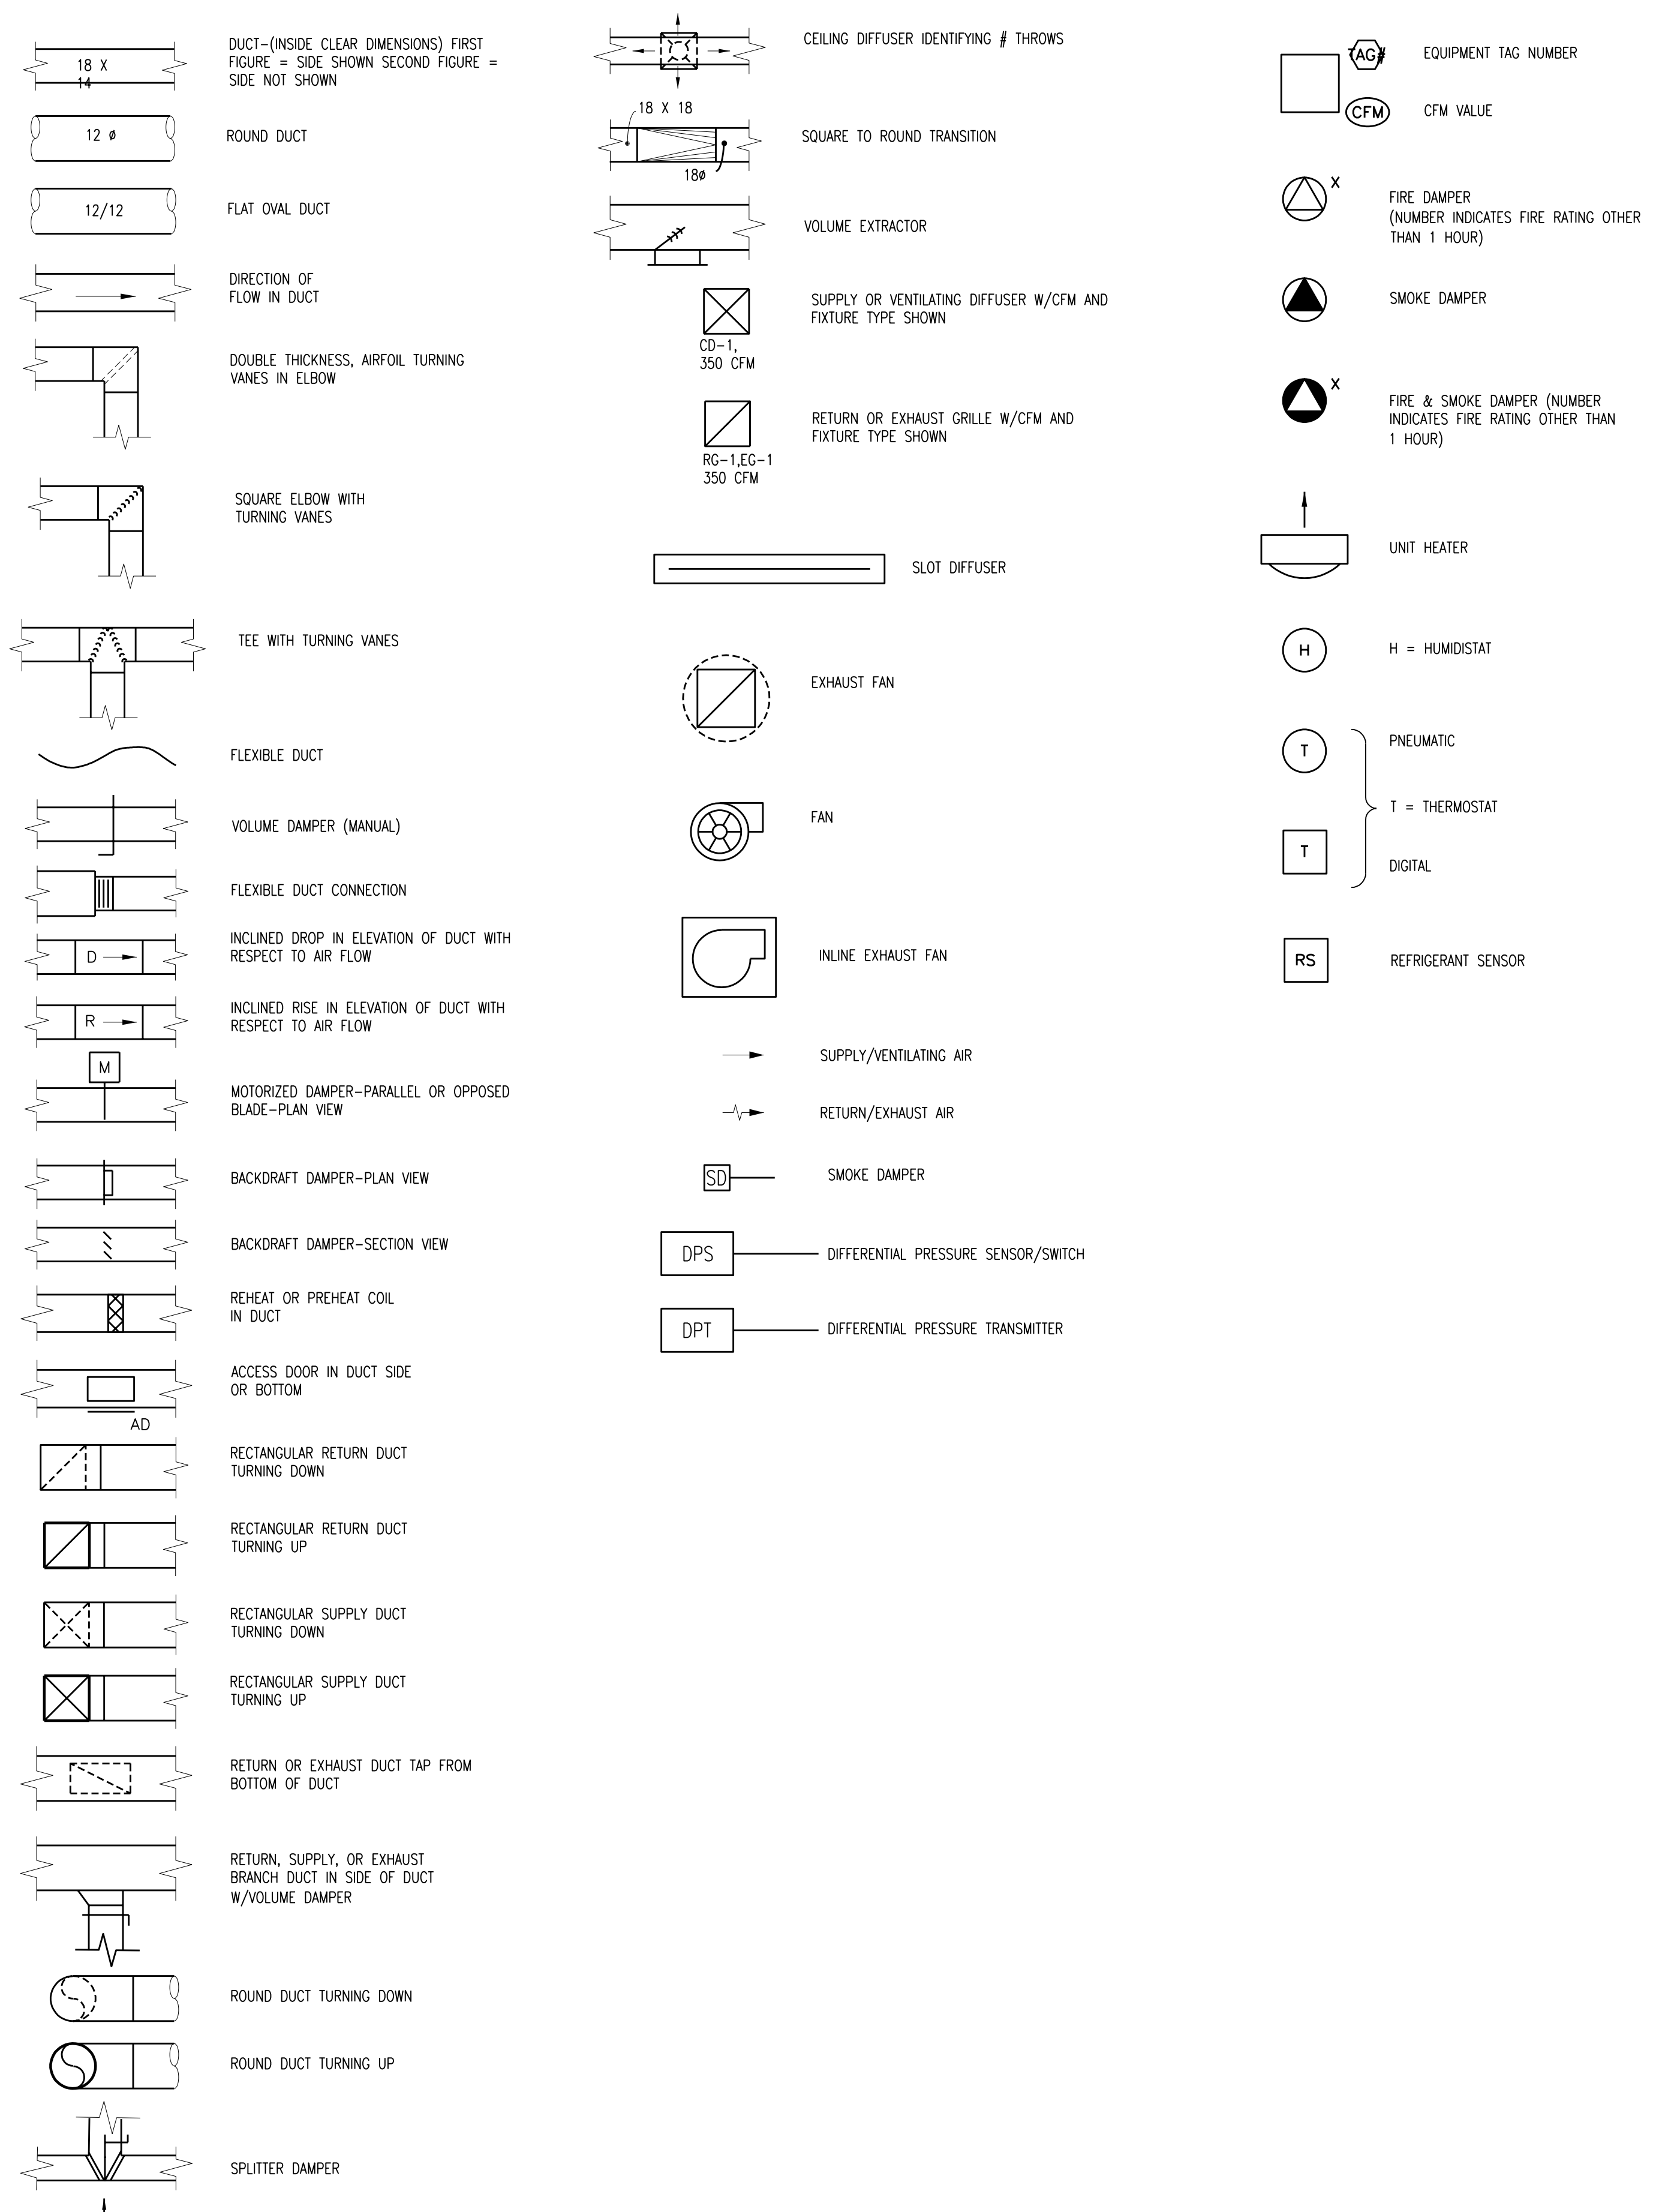 18 X
14
DUCT-(INSIDE CLEAR DIMENSIONS) FIRST
FIGURE = SIDE SHOWN SECOND FIGURE =
SIDE NOT SHOWN
12 ø
ROUND DUCT
12/12
FLAT OVAL DUCT
DIRECTION OF
FLOW IN DUCT
DOUBLE THICKNESS, AIRFOIL TURNING
VANES IN ELBOW
SQUARE ELBOW WITH
TURNING VANES
TEE WITH TURNING VANES
FLEXIBLE DUCT
VOLUME DAMPER (MANUAL)
FLEXIBLE DUCT CONNECTION
D
INCLINED DROP IN ELEVATION OF DUCT WITH
RESPECT TO AIR FLOW
R
INCLINED RISE IN ELEVATION OF DUCT WITH
RESPECT TO AIR FLOW
M
MOTORIZED DAMPER-PARALLEL OR OPPOSED
BLADE-PLAN VIEW
BACKDRAFT DAMPER-PLAN VIEW
BACKDRAFT DAMPER-SECTION VIEW
REHEAT OR PREHEAT COIL
IN DUCT
ACCESS DOOR IN DUCT SIDE
OR BOTTOM
AD
RECTANGULAR RETURN DUCT
TURNING DOWN
RECTANGULAR RETURN DUCT
TURNING UP
RECTANGULAR SUPPLY DUCT
TURNING DOWN
RECTANGULAR SUPPLY DUCT
TURNING UP
RETURN OR EXHAUST DUCT TAP FROM
BOTTOM OF DUCT
RETURN, SUPPLY, OR EXHAUST
BRANCH DUCT IN SIDE OF DUCT
W/VOLUME DAMPER
ROUND DUCT TURNING DOWN
ROUND DUCT TURNING UP
SPLITTER DAMPER
CEILING DIFFUSER IDENTIFYING # THROWS
18 X 18
SQUARE TO ROUND TRANSITION
18ø
VOLUME EXTRACTOR
SUPPLY OR VENTILATING DIFFUSER W/CFM AND
FIXTURE TYPE SHOWN
CD-1,
350 CFM
RETURN OR EXHAUST GRILLE W/CFM AND
FIXTURE TYPE SHOWN
RG-1,EG-1
350 CFM
SLOT DIFFUSER
EXHAUST FAN
FAN
INLINE EXHAUST FAN
SUPPLY/VENTILATING AIR
RETURN/EXHAUST AIR
SD
SMOKE DAMPER
DPS
DIFFERENTIAL PRESSURE SENSOR/SWITCH
DPT
DIFFERENTIAL PRESSURE TRANSMITTER
TAG#
EQUIPMENT TAG NUMBER
CFM
CFM VALUE
X
FIRE DAMPER
(NUMBER INDICATES FIRE RATING OTHER
THAN 1 HOUR)
SMOKE DAMPER
X
FIRE & SMOKE DAMPER (NUMBER
INDICATES FIRE RATING OTHER THAN
1 HOUR)
UNIT HEATER
H
H = HUMIDISTAT
T
PNEUMATIC
T = THERMOSTAT
T
DIGITAL
RS
REFRIGERANT SENSOR